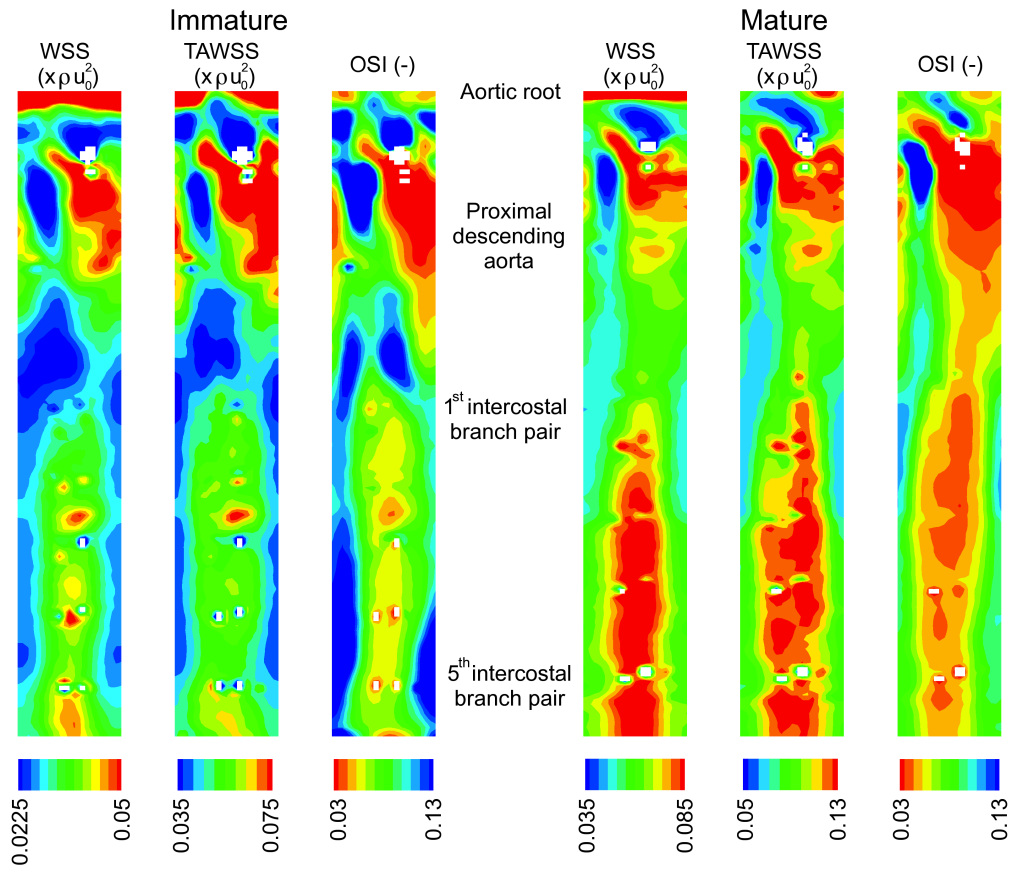 Immature
Mature
WSS
(x ρ u₀²)
TAWSS
(x ρ u₀²)
OSI (-)
WSS
(x ρ u₀²)
TAWSS
(x ρ u₀²)
OSI (-)
Aortic root
Proximal
descending
aorta
1st intercostal
branch pair
5th intercostal
branch pair
0.0225
0.05
0.035
0.075
0.03
0.13
0.035
0.085
0.05
0.13
0.03
0.13